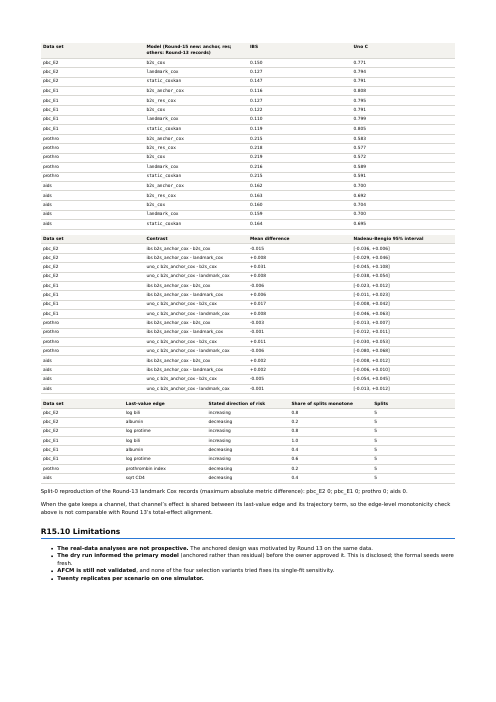 Data set Model (Round-15 new: anchor, res; others: Round-13 records) IBS Uno C
pbc_E2 b2s_cox 0.150 0.771
pbc_E2 landmark_cox 0.127 0.794
pbc_E2 static_coxkan 0.147 0.791
pbc_E1 b2s_anchor_cox 0.116 0.808
pbc_E1 b2s_res_cox 0.127 0.795
pbc_E1 b2s_cox 0.122 0.791
pbc_E1 landmark_cox 0.110 0.799
pbc_E1 static_coxkan 0.119 0.805
prothro b2s_anchor_cox 0.215 0.583
prothro b2s_res_cox 0.218 0.577
prothro b2s_cox 0.219 0.572
prothro landmark_cox 0.216 0.589
prothro static_coxkan 0.215 0.591
aids b2s_anchor_cox 0.162 0.700
aids b2s_res_cox 0.163 0.692
aids b2s_cox 0.160 0.704
aids landmark_cox 0.159 0.700
aids static_coxkan 0.164 0.695
Data set Contrast Mean difference Nadeau-Bengio 95% interval
pbc_E2 ibs b2s_anchor_cox - b2s_cox -0.015 [-0.036, +0.006]
pbc_E2 ibs b2s_anchor_cox - landmark_cox +0.008 [-0.029, +0.046]
pbc_E2 uno_c b2s_anchor_cox - b2s_cox +0.031 [-0.045, +0.108]
pbc_E2 uno_c b2s_anchor_cox - landmark_cox +0.008 [-0.038, +0.054]
pbc_E1 ibs b2s_anchor_cox - b2s_cox -0.006 [-0.023, +0.012]
pbc_E1 ibs b2s_anchor_cox - landmark_cox +0.006 [-0.011, +0.023]
pbc_E1 uno_c b2s_anchor_cox - b2s_cox +0.017 [-0.008, +0.042]
pbc_E1 uno_c b2s_anchor_cox - landmark_cox +0.008 [-0.046, +0.063]
prothro ibs b2s_anchor_cox - b2s_cox -0.003 [-0.013, +0.007]
prothro ibs b2s_anchor_cox - landmark_cox -0.001 [-0.012, +0.011]
prothro uno_c b2s_anchor_cox - b2s_cox +0.011 [-0.030, +0.053]
prothro uno_c b2s_anchor_cox - landmark_cox -0.006 [-0.080, +0.068]
aids ibs b2s_anchor_cox - b2s_cox +0.002 [-0.008, +0.012]
aids ibs b2s_anchor_cox - landmark_cox +0.002 [-0.006, +0.010]
aids uno_c b2s_anchor_cox - b2s_cox -0.005 [-0.054, +0.045]
aids uno_c b2s_anchor_cox - landmark_cox -0.001 [-0.013, +0.012]
Data set Last-value edge Stated direction of risk Share of splits monotone Splits
pbc_E2 log bili increasing 0.8 5
pbc_E2 albumin decreasing 0.2 5
pbc_E2 log protime increasing 0.8 5
pbc_E1 log bili increasing 1.0 5
pbc_E1 albumin decreasing 0.4 5
pbc_E1 log protime increasing 0.6 5
prothro prothrombin index decreasing 0.2 5
aids sqrt CD4 decreasing 0.4 5
Split-0 reproduction of the Round-13 landmark Cox records (maximum absolute metric difference): pbc_E2 0; pbc_E1 0; prothro 0; aids 0.
When the gate keeps a channel, that channel's effect is shared between its last-value edge and its trajectory term, so the edge-level monotonicity check
above is not comparable with Round 13's total-effect alignment.
R15.10 Limitations
• The real-data analyses are not prospective. The anchored design was motivated by Round 13 on the same data.
• The dry run informed the primary model (anchored rather than residual) before the owner approved it. This is disclosed; the formal seeds were
fresh.
• AFCM is still not validated, and none of the four selection variants tried fixes its single-fit sensitivity.
• Twenty replicates per scenario on one simulator.